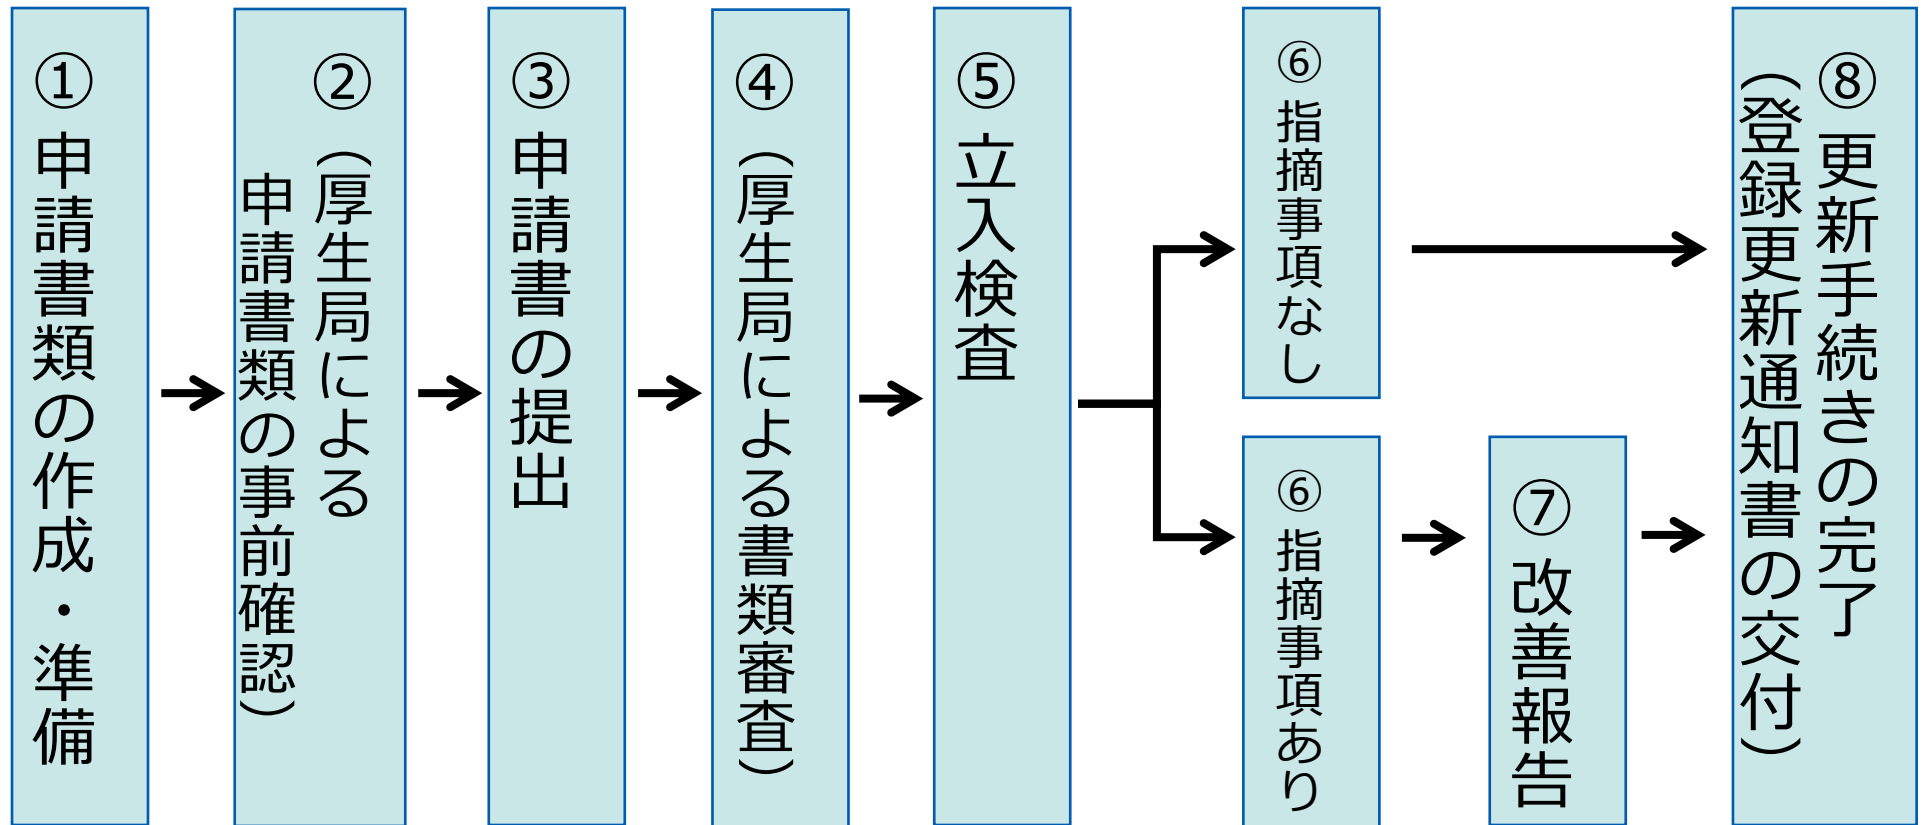 ①申請書類の作成・準備
②（厚生局による
申請書類の事前確認）
③申請書の提出
④（厚生局による書類審査）
⑤立入検査
⑥指摘事項なし
⑥指摘事項あり
⑦改善報告
⑧更新手続きの完了
（登録更新通知書の交付）